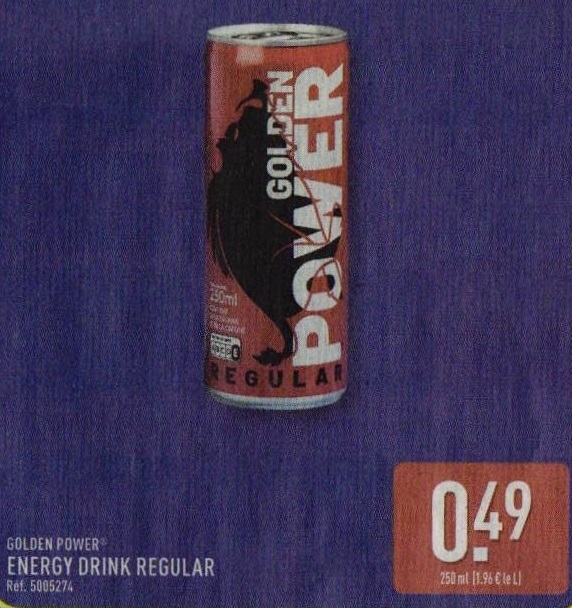 GOLDEN
POWER
250ml
REGULAR
0.49
250 ml (1.96 € le L)
GOLDEN POWER®
ENERGY DRINK REGULAR
Réf. 5005274